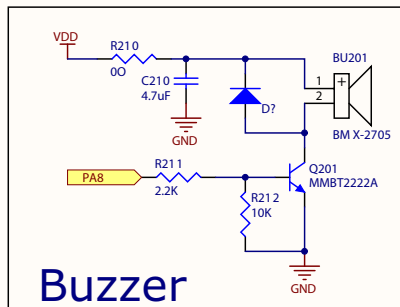 VDD
R210
0O
C210
4.7uF
GND
D?
BU201
1
+
2
BM X-2705
PA8
R211
2.2K
R212
10K
Q201
MMBT2222A
GND
Buzzer